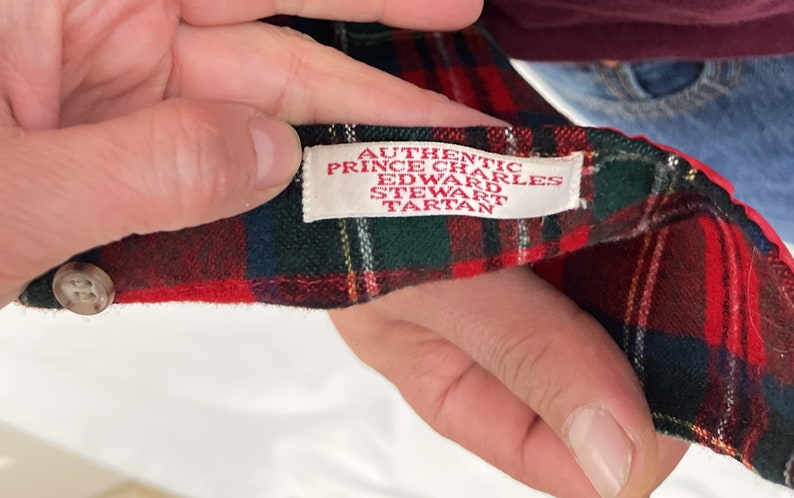 AUTHENTIC
PRINCE CHARLES
EDWARD
STEWART
TARTAN